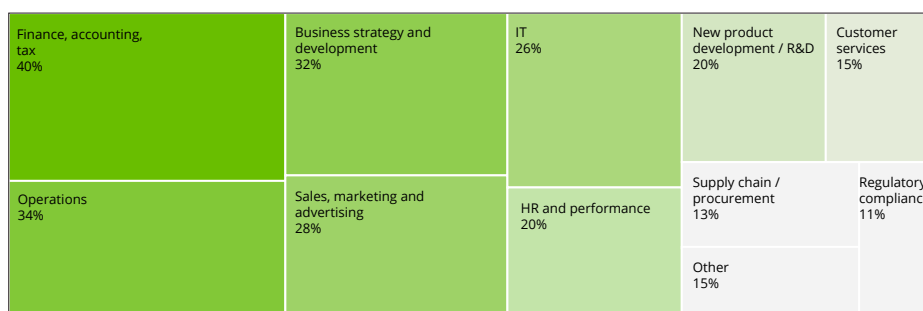 Finance, accounting,
tax
40%
Operations
34%
Business strategy and
development
32%
Sales, marketing and
advertising
28%
IT
26%
HR and performance
20%
New product
development / R&D
20%
Customer
services
15%
Supply chain /
procurement
13%
Other
15%
Regulatory
complianc
11%